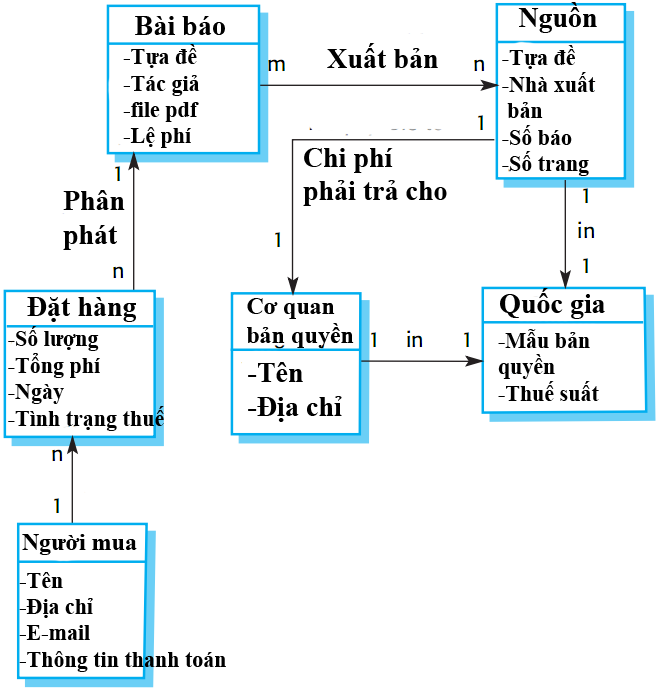 Bài báo
-Tựa đề
-Tác giả
-file pdf
-Lệ phí
m
Xuất bản
n
Nguồn
-Tựa đề
-Nhà xuất
bản
-Số báo
-Số trang
1
Chi phí
phải trả cho
1
1
in
1
1
Phân
phát
n
Đặt hàng
-Số lượng
-Tổng phí
-Ngày
-Tình trạng thuế
Cơ quan
bản quyền
-Tên
-Địa chỉ
1
in
1
Quốc gia
-Mẫu bản
quyền
-Thuế suất
n
1
Người mua
-Tên
-Địa chỉ
-E-mail
-Thông tin thanh toán